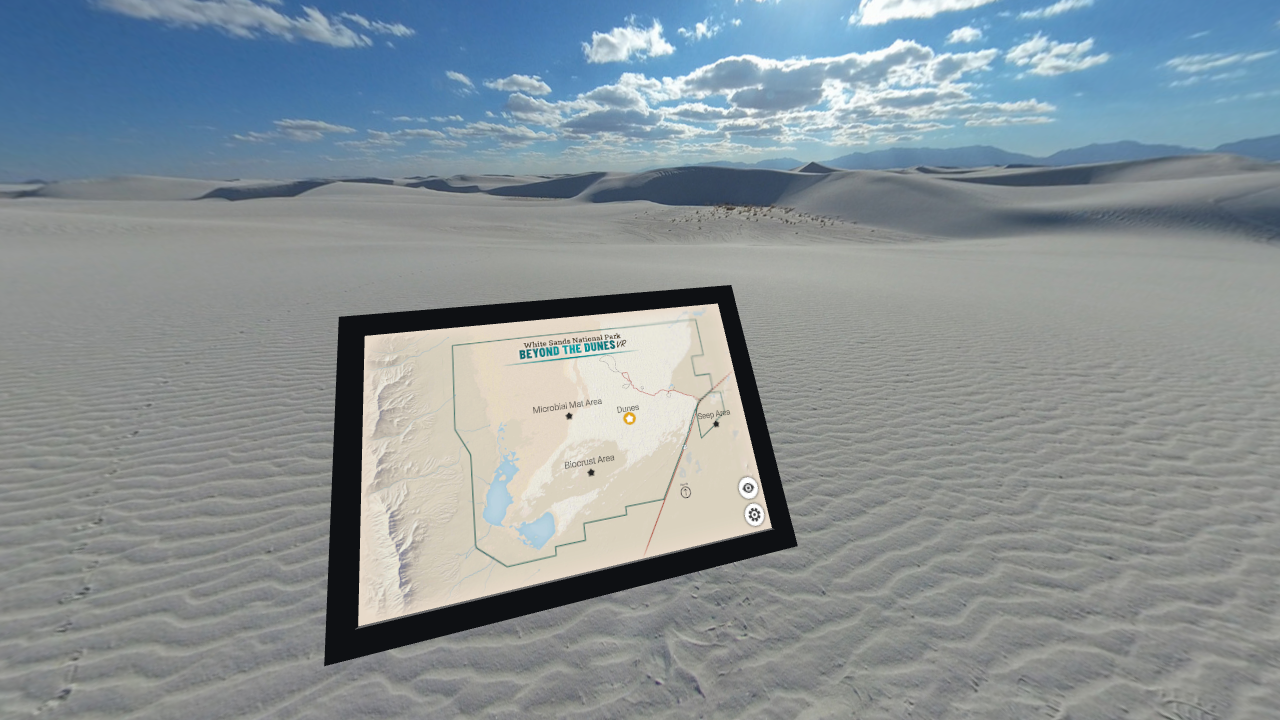 White Sands National Park
BEYOND THE DUNES VR
Microbial Mat Area
Dunes
Seep Area
Biocrust Area